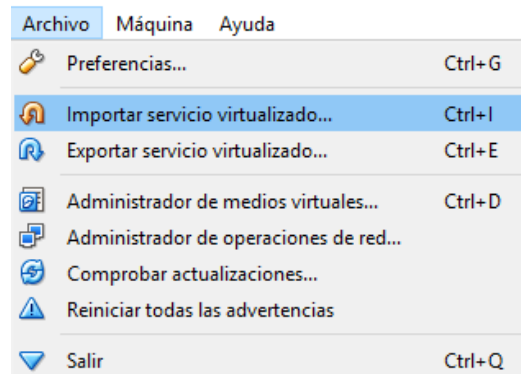 Archivo Máquina Ayuda
Preferencias... Ctrl+G
Importar servicio virtualizado... Ctrl+I
Exportar servicio virtualizado... Ctrl+E
Administrador de medios virtuales... Ctrl+D
Administrador de operaciones de red...
Comprobar actualizaciones...
Reiniciar todas las advertencias
Salir Ctrl+Q